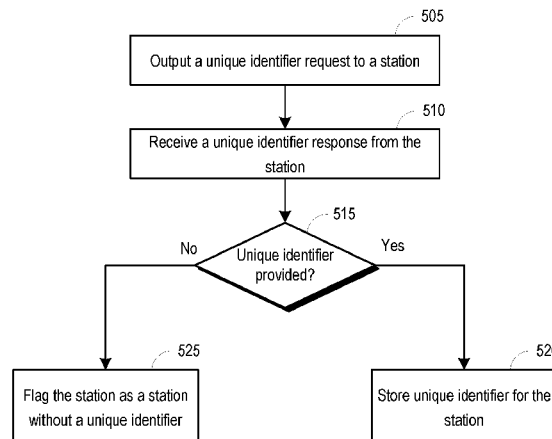 505
Output a unique identifier request to a station
510
Receive a unique identifier response from the
station
515
No
Yes
Unique identifier
provided?
525
Flag the station as a station
without a unique identifier
Store unique identifier for the
station